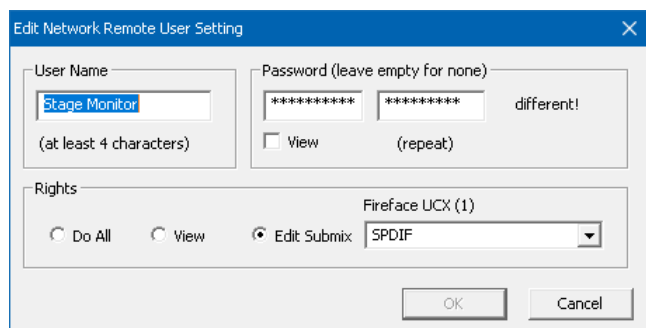 Edit Network Remote User Setting
User Name
Password (leave empty for none)
Stage Monitor
********** ********* different!
(at least 4 characters)
View (repeat)
Rights
Fireface UCX (1)
Do All View Edit Submix SPDIF
OK Cancel